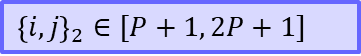 {i, j}₂ ∈ [P + 1, 2P + 1]